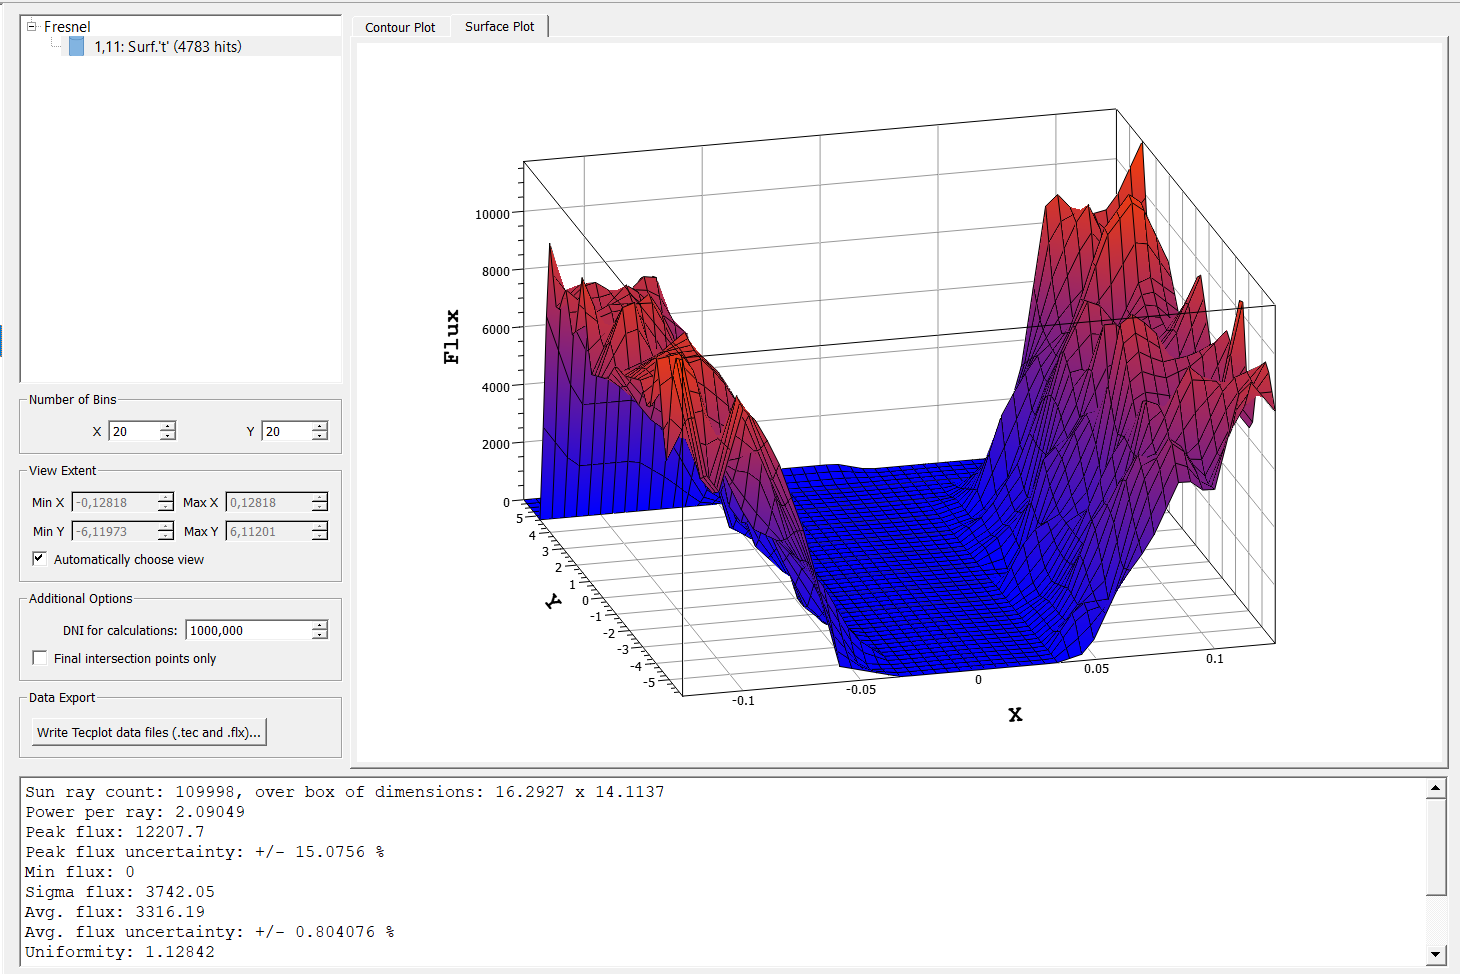 Fresnel
1,11: Surf.'t' (4783 hits)
Number of Bins
X 20 Y 20
View Extent
Min X -0,12818 Max X 0,12818
Min Y -6,11973 Max Y 6,11201
Automatically choose view
Additional Options
DNI for calculations: 1000,000
Final intersection points only
Data Export
Write Tecplot data files (.tec and .flx)...
Contour Plot Surface Plot
Flux
10000
8000
6000
4000
2000
0
5
4
3
2
1
0
-1
-2
-3
-4
-5
Y
-0.1
-0.05
0
0.05
0.1
X
Sun ray count: 109998, over box of dimensions: 16.2927 x 14.1137
Power per ray: 2.09049
Peak flux: 12207.7
Peak flux uncertainty: +/- 15.0756 %
Min flux: 0
Sigma flux: 3742.05
Avg. flux: 3316.19
Avg. flux uncertainty: +/- 0.804076 %
Uniformity: 1.12842